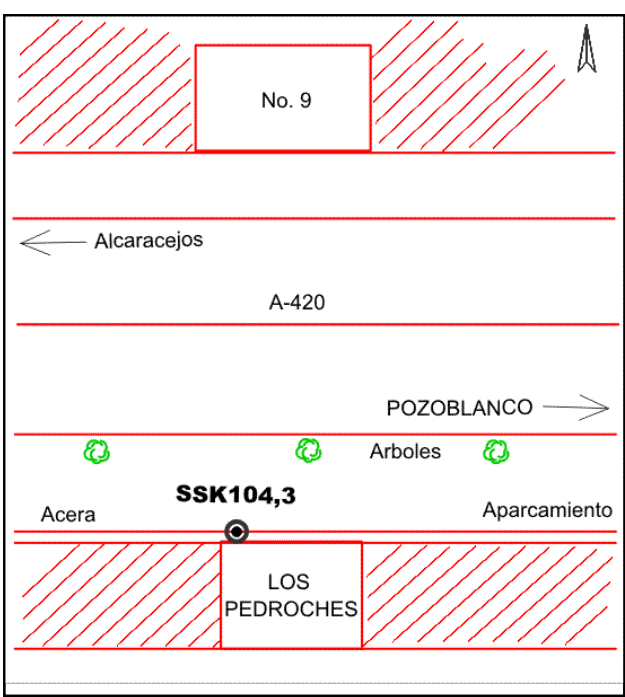 No. 9
Alcaracejos
A-420
POZOBLANCO
Arboles
SSK104,3
Acera
Aparcamiento
LOS
PEDROCHES